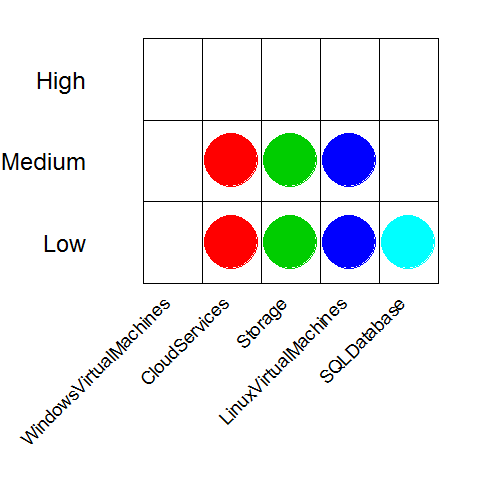 High
Medium
Low
WindowsVirtualMachines
CloudServices
Storage
LinuxVirtualMachines
SQLDatabase